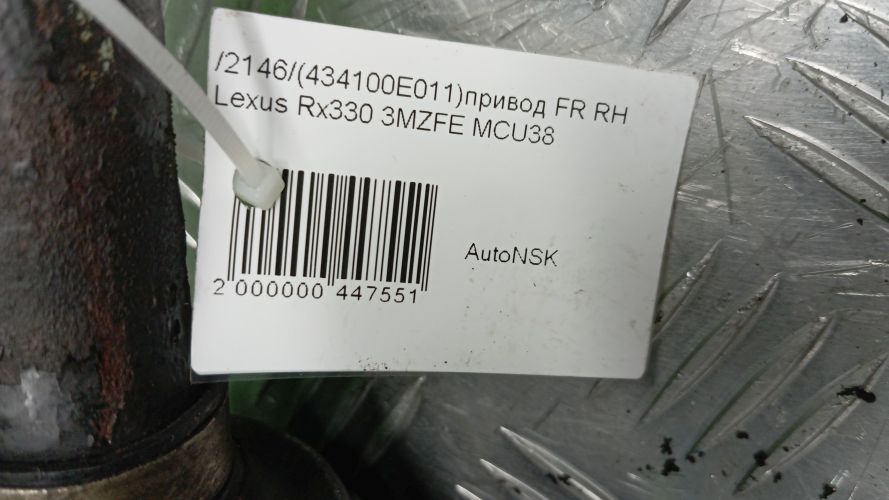 /2146/(434100E011)привод FR RH
Lexus Rx330 3MZFE MCU38
AutoNSK
2 000000 447551